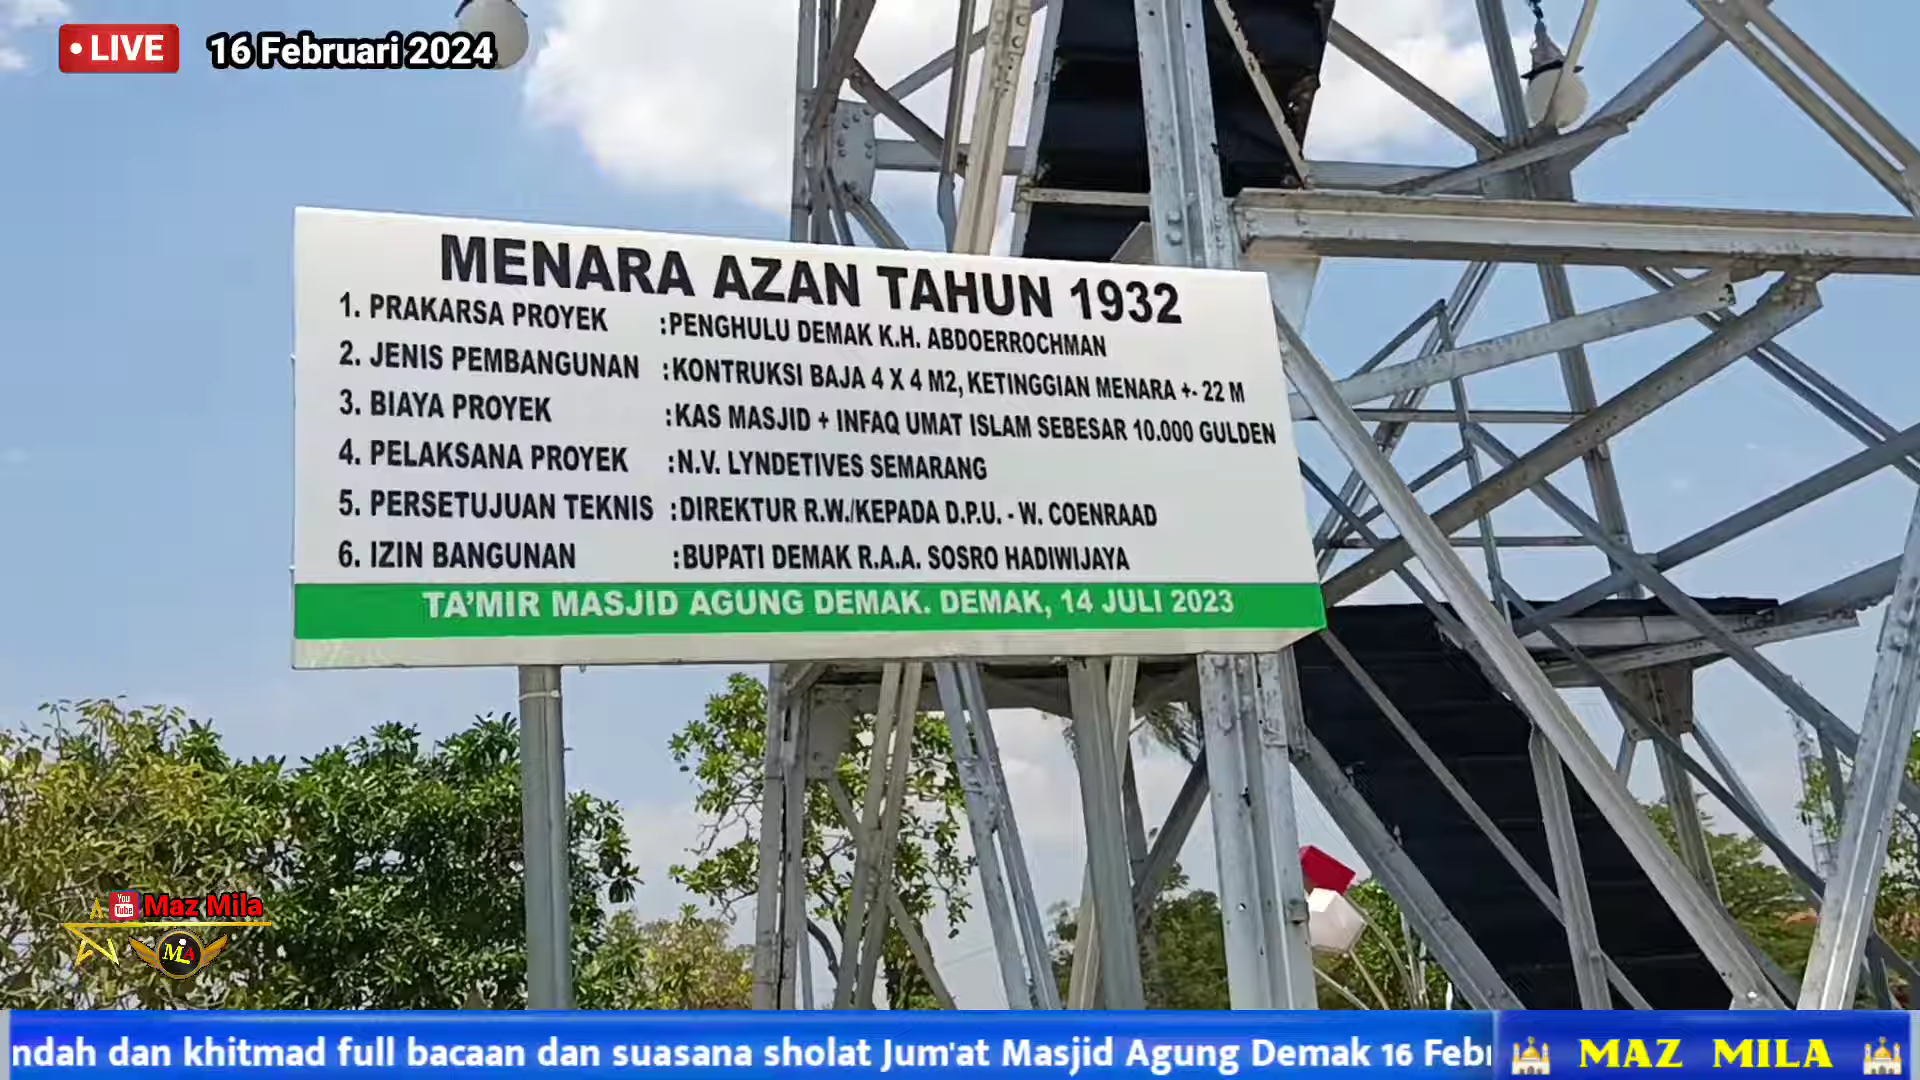 • LIVE
16 Februari 2024
MENARA AZAN TAHUN 1932
1. PRAKARSA PROYEK :PENGHULU DEMAK K.H. ABDOERROCHMAN
2. JENIS PEMBANGUNAN :KONTRUKSI BAJA 4 X 4 M2, KETINGGIAN MENARA +- 22 M
3. BIAYA PROYEK :KAS MASJID + INFAQ UMAT ISLAM SEBESAR 10.000 GULDEN
4. PELAKSANA PROYEK :N.V. LYNDETIVES SEMARANG
5. PERSETUJUAN TEKNIS :DIREKTUR R.W./KEPADA D.P.U. - W. COENRAAD
6. IZIN BANGUNAN :BUPATI DEMAK R.A.A. SOSRO HADIWIJAYA
TA'MIR MASJID AGUNG DEMAK. DEMAK, 14 JULI 2023
You Tube Maz Mila
MLA
ndah dan khitmad full bacaan dan suasana sholat Jum'at Masjid Agung Demak 16 Febr
MAZ MILA